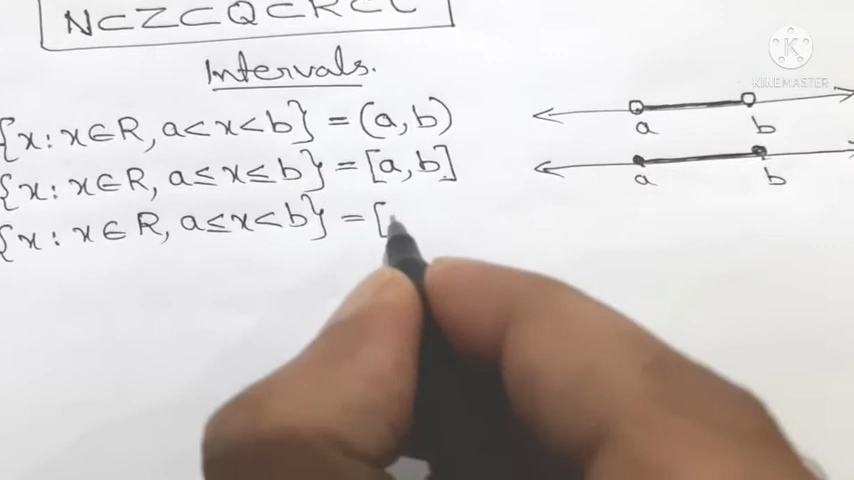 N⊂Z⊂Q⊂R⊂C
Intervals.
{x : x∈R, a<x<b} = (a, b)
{x : x∈R, a≤x≤b} = [a, b]
{x : x∈R, a≤x<b} = [
a b
a b
K
KINEMASTER